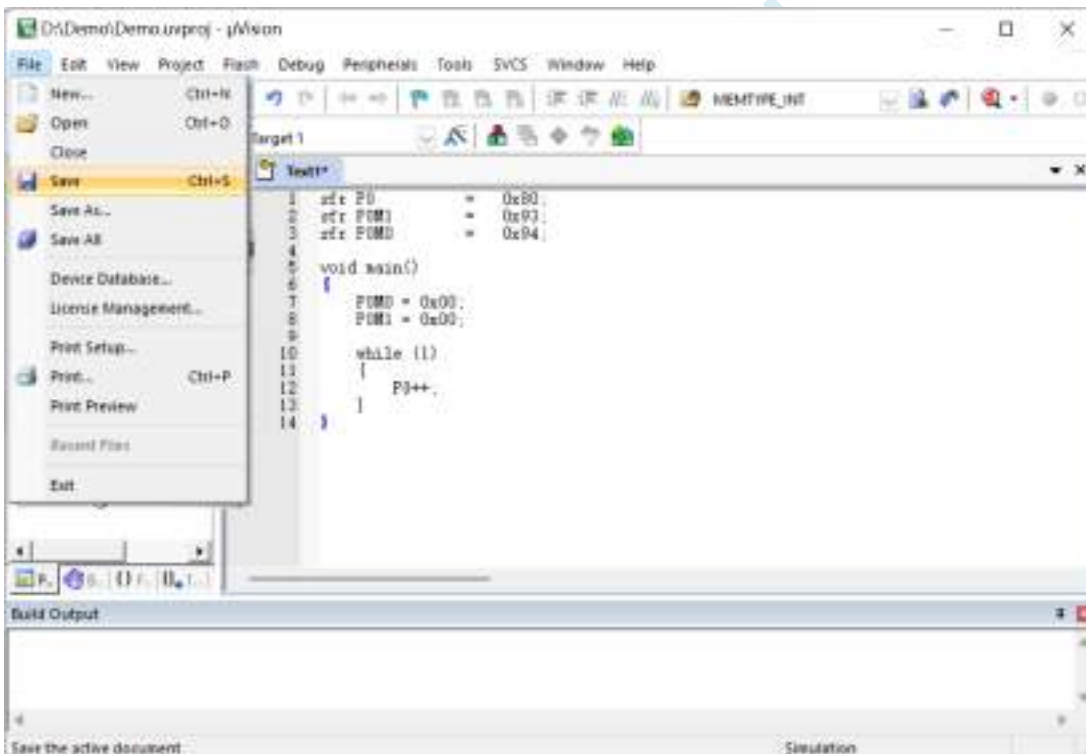 D:\Demo\Demo.uvproj - µVision
File Edit View Project Flash Debug Peripherals Tools SVCS Window Help
New... Ctrl+N
MEMTYPE_INT
Open Ctrl+O
Target 1
Close
Text1*
Save Ctrl+S
Save As...
Save All
Device Database...
License Management...
Print Setup...
Print... Ctrl+P
Print Preview
Recent Files
Exit
1 sfr P0 = 0x80;
2 sfr P0M1 = 0x93;
3 sfr P0M0 = 0x94;
4
5 void main()
6 {
7 P0M0 = 0x00;
8 P0M1 = 0x00;
9
10 while (1)
11 {
12 P0++;
13 }
14 }
Build Output
Save the active document
Simulation